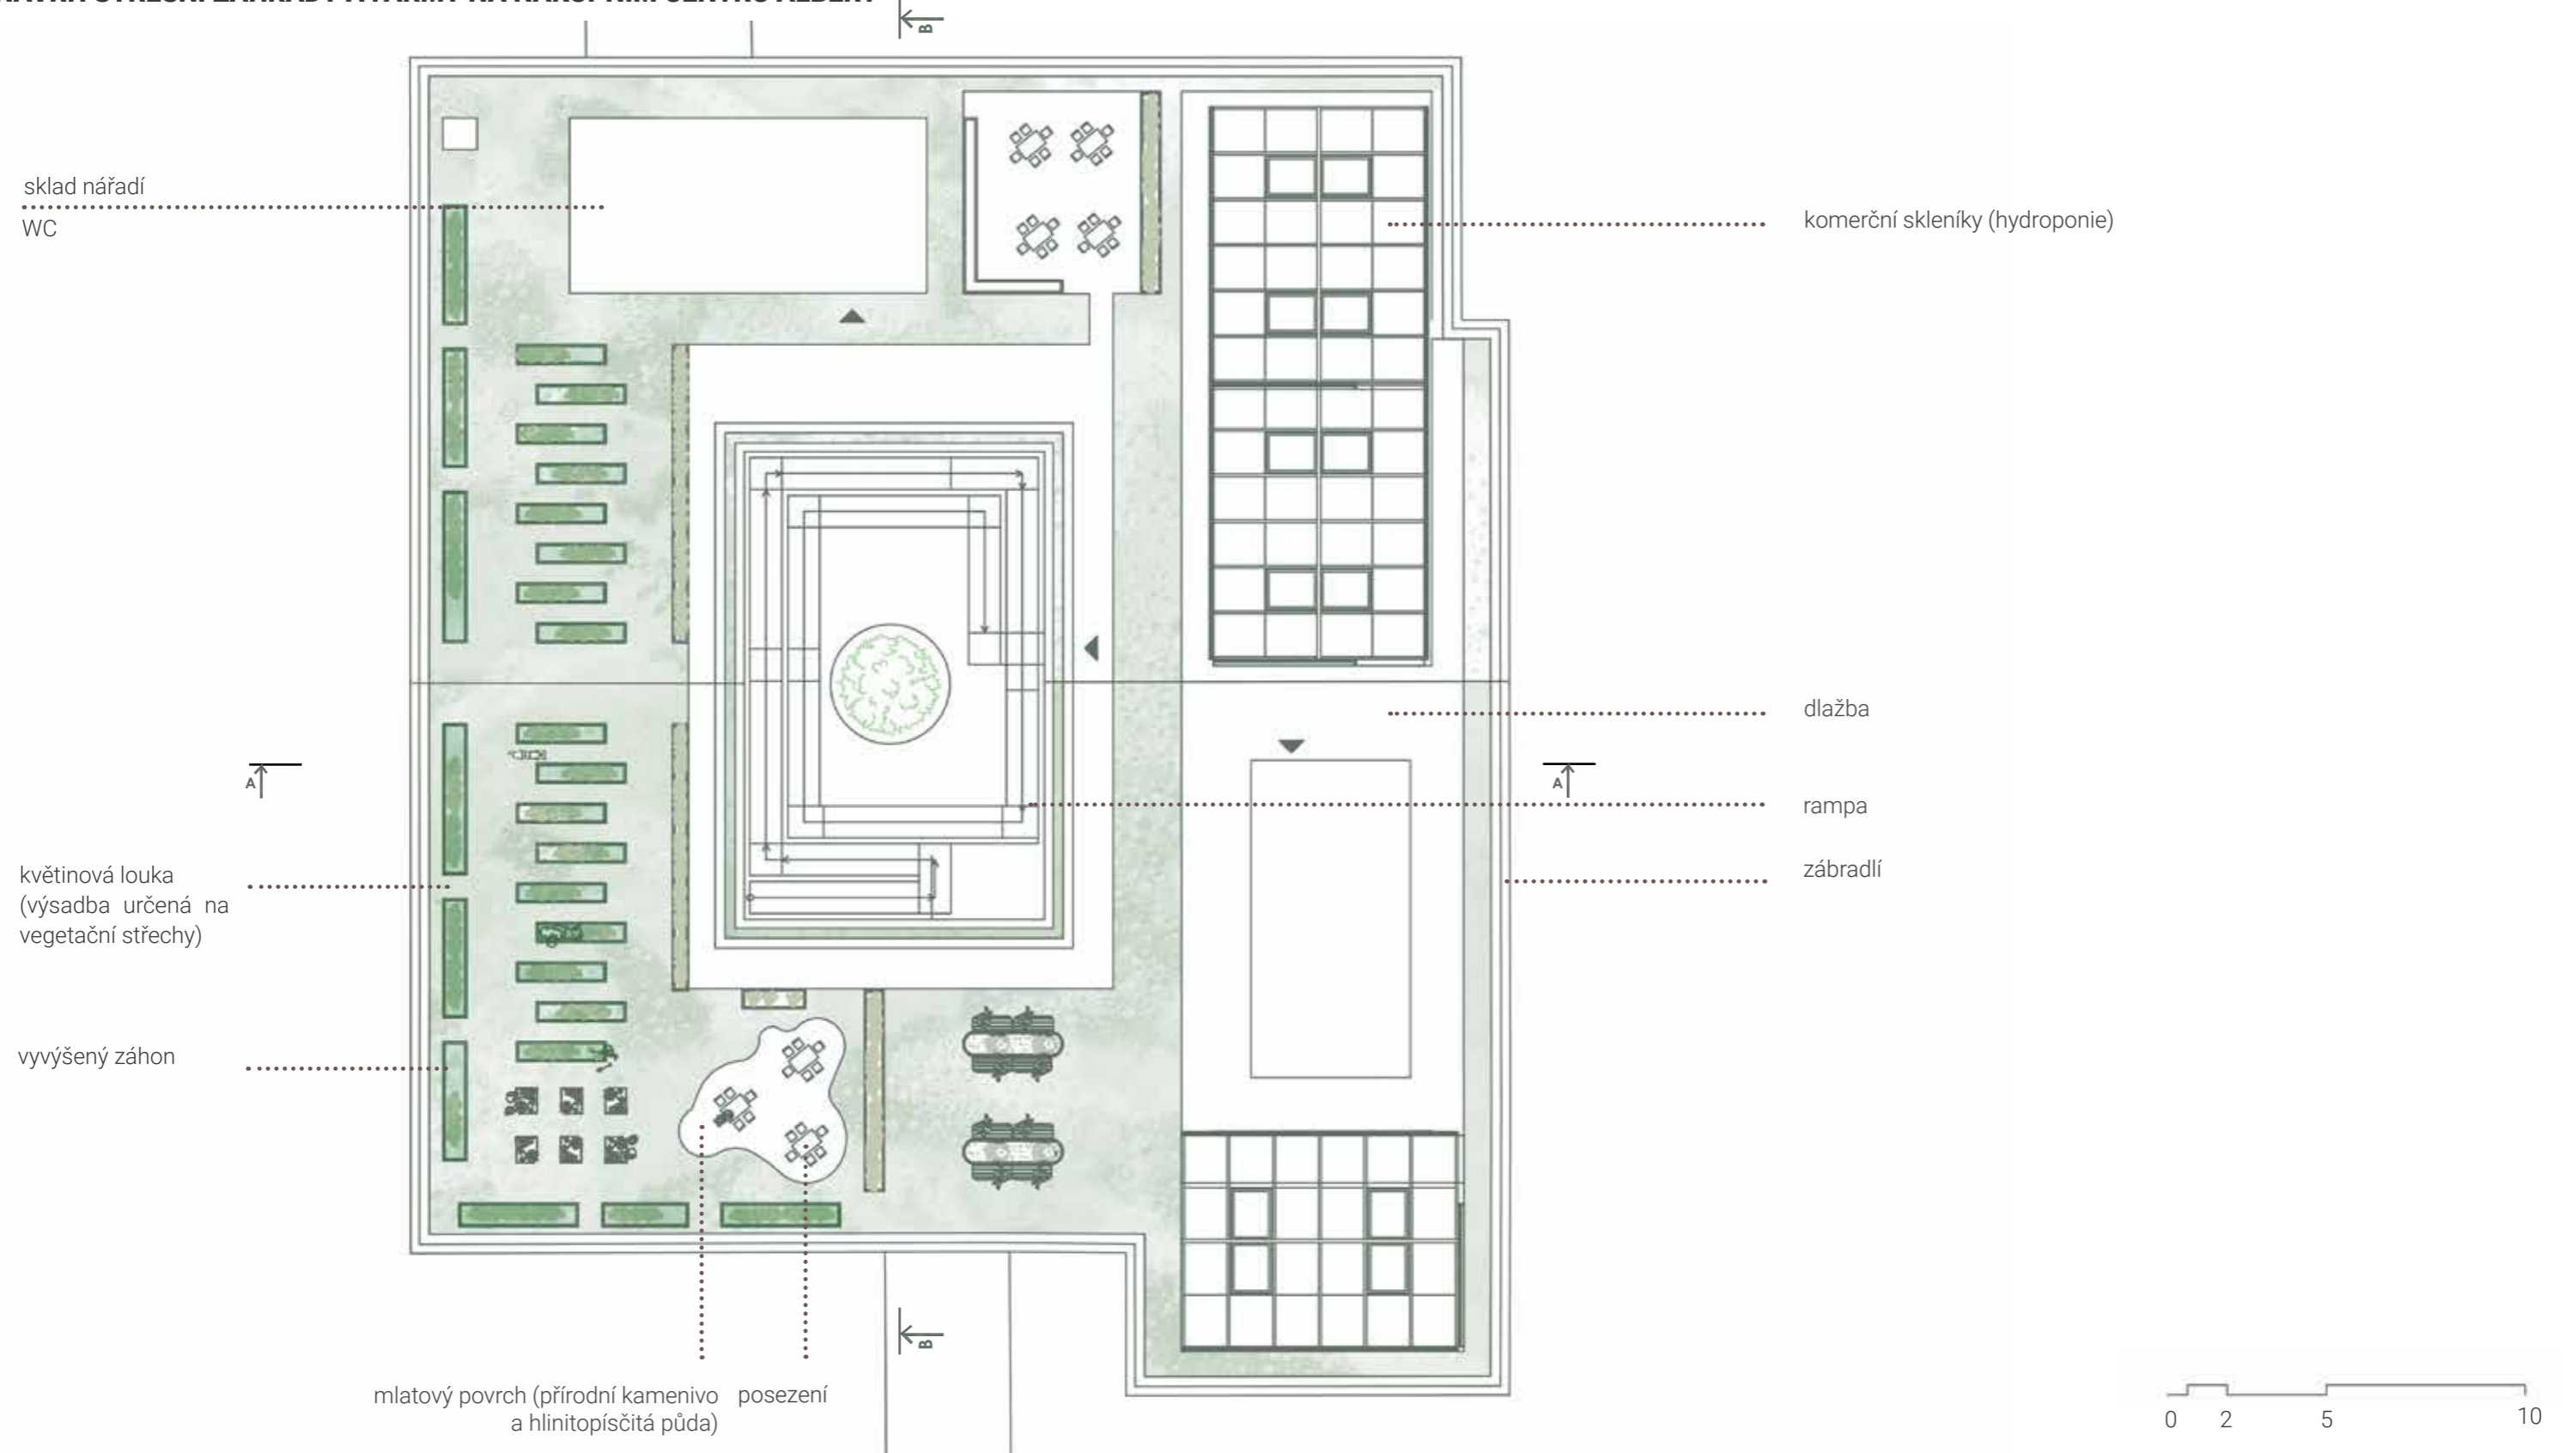 B
sklad nářadí
WC
komerční skleníky (hydroponie)
dlažba
A
A
rampa
zábradlí
květinová louka
(výsadba určená na
vegetační střechy)
vyvýšený záhon
B
mlatový povrch (přírodní kamenivo
a hlinitopísčitá půda)
posezení
0 2 5 10